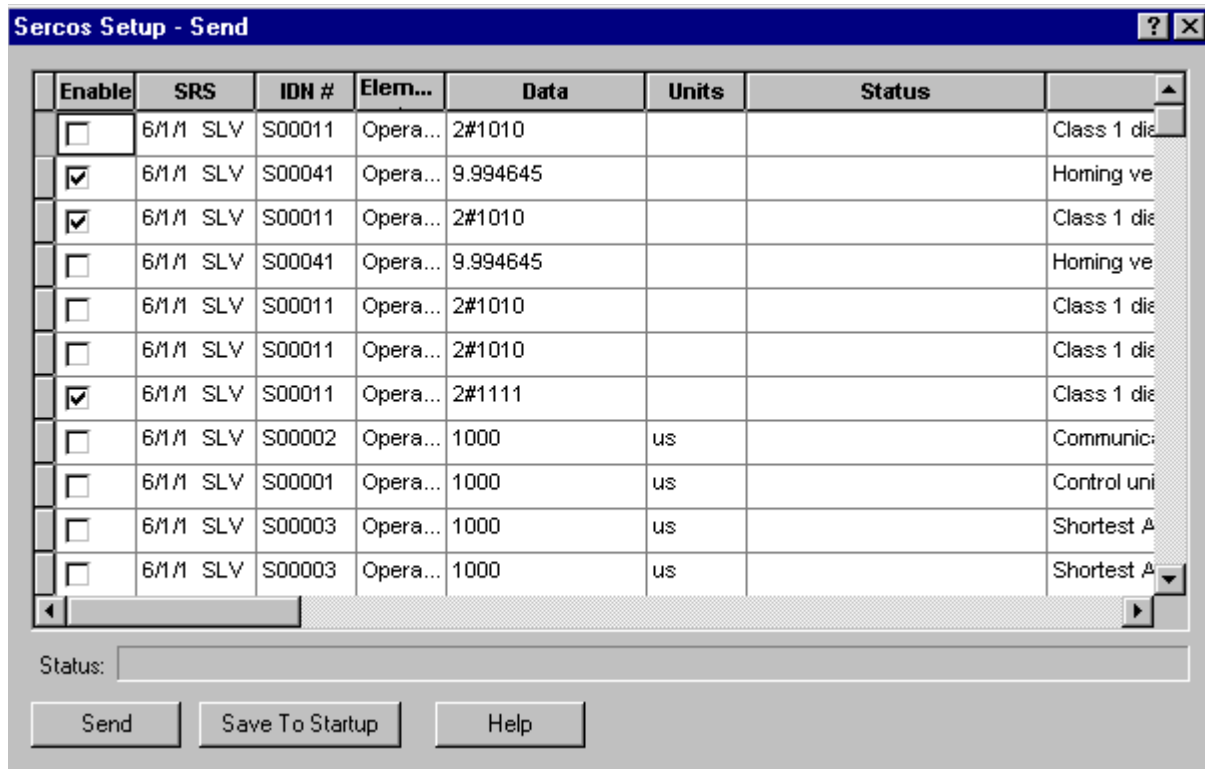 Sercos Setup - Send
Enable SRS IDN # Elem... Data Units Status
6/1/1 SLV S00011 Opera... 2#1010 Class 1 dia
6/1/1 SLV S00041 Opera... 9.994645 Homing ve
6/1/1 SLV S00011 Opera... 2#1010 Class 1 dia
6/1/1 SLV S00041 Opera... 9.994645 Homing ve
6/1/1 SLV S00011 Opera... 2#1010 Class 1 dia
6/1/1 SLV S00011 Opera... 2#1010 Class 1 dia
6/1/1 SLV S00011 Opera... 2#1111 Class 1 dia
6/1/1 SLV S00002 Opera... 1000 us Communica
6/1/1 SLV S00001 Opera... 1000 us Control uni
6/1/1 SLV S00003 Opera... 1000 us Shortest A
6/1/1 SLV S00003 Opera... 1000 us Shortest A
Status:
Send Save To Startup Help